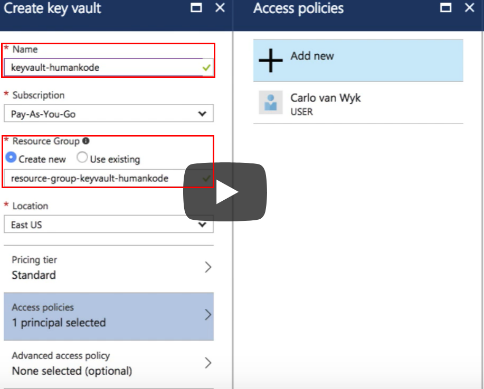 Create key vault
* Name
keyvault-humankode
* Subscription
Pay-As-You-Go
* Resource Group
Create new Use existing
resource-group-keyvault-humankode
* Location
East US
Pricing tier
Standard
Access policies
1 principal selected
Advanced access policy
None selected (optional)
Access policies
Add new
Carlo van Wyk
USER